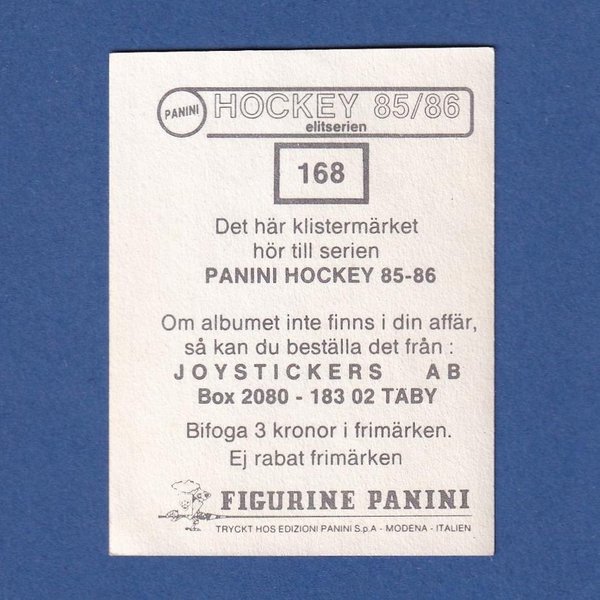 PANINI HOCKEY 85/86
elitserien
168
Det här klistermärket
hör till serien
PANINI HOCKEY 85-86
Om albumet inte finns i din affär,
så kan du beställa det från :
JOYSTICKERS AB
Box 2080 - 183 02 TÄBY
Bifoga 3 kronor i frimärken.
Ej rabat frimärken
FIGURINE PANINI
TRYCKT HOS EDIZIONI PANINI S.p.A - MODENA - ITALIEN